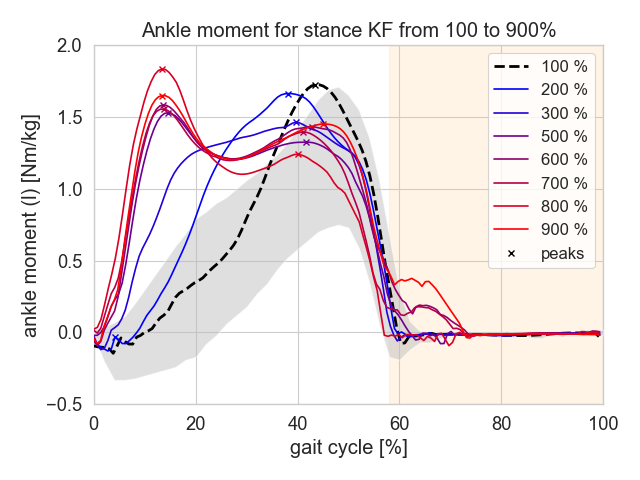 Ankle moment for stance KF from 100 to 900%
2.0
1.5
1.0
0.5
0.0
−0.5
ankle moment (l) [Nm/kg]
100 %
200 %
300 %
500 %
600 %
700 %
800 %
900 %
peaks
0 20 40 60 80 100
gait cycle [%]